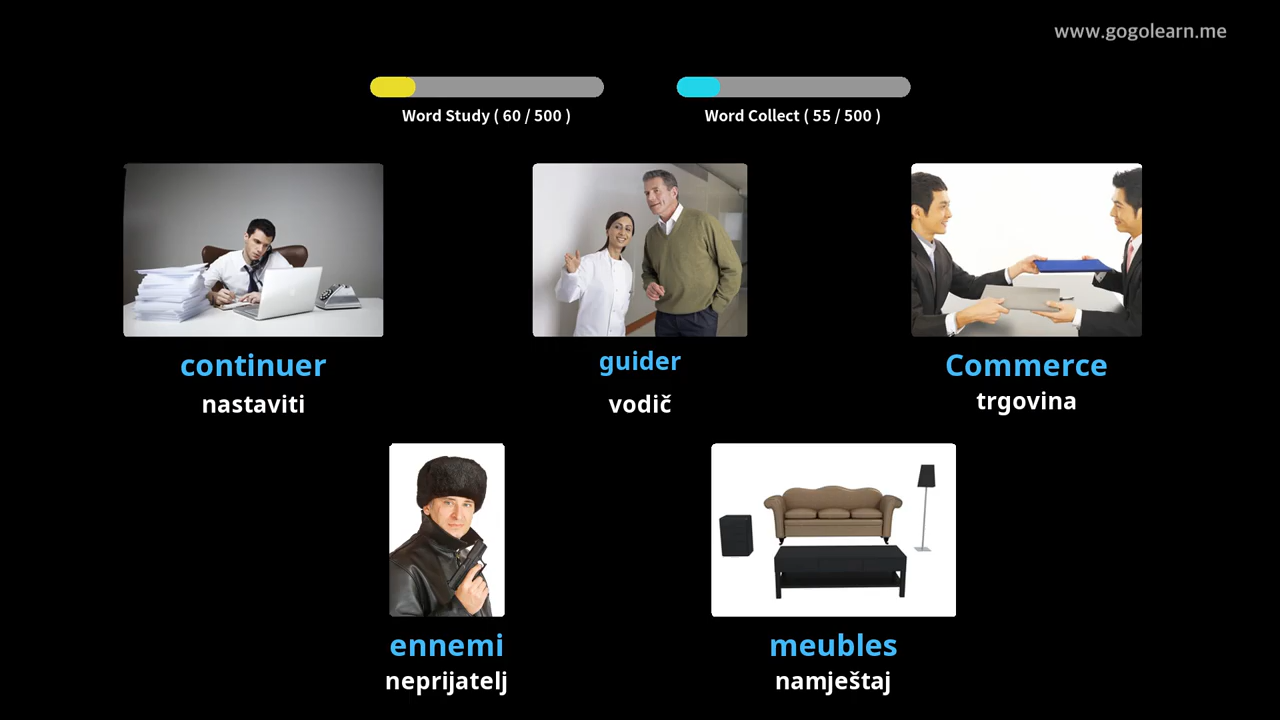 www.gogolearn.me
Word Study ( 60 / 500 )
Word Collect ( 55 / 500 )
continuer
nastaviti
guider
vodič
Commerce
trgovina
ennemi
neprijatelj
meubles
namještaj